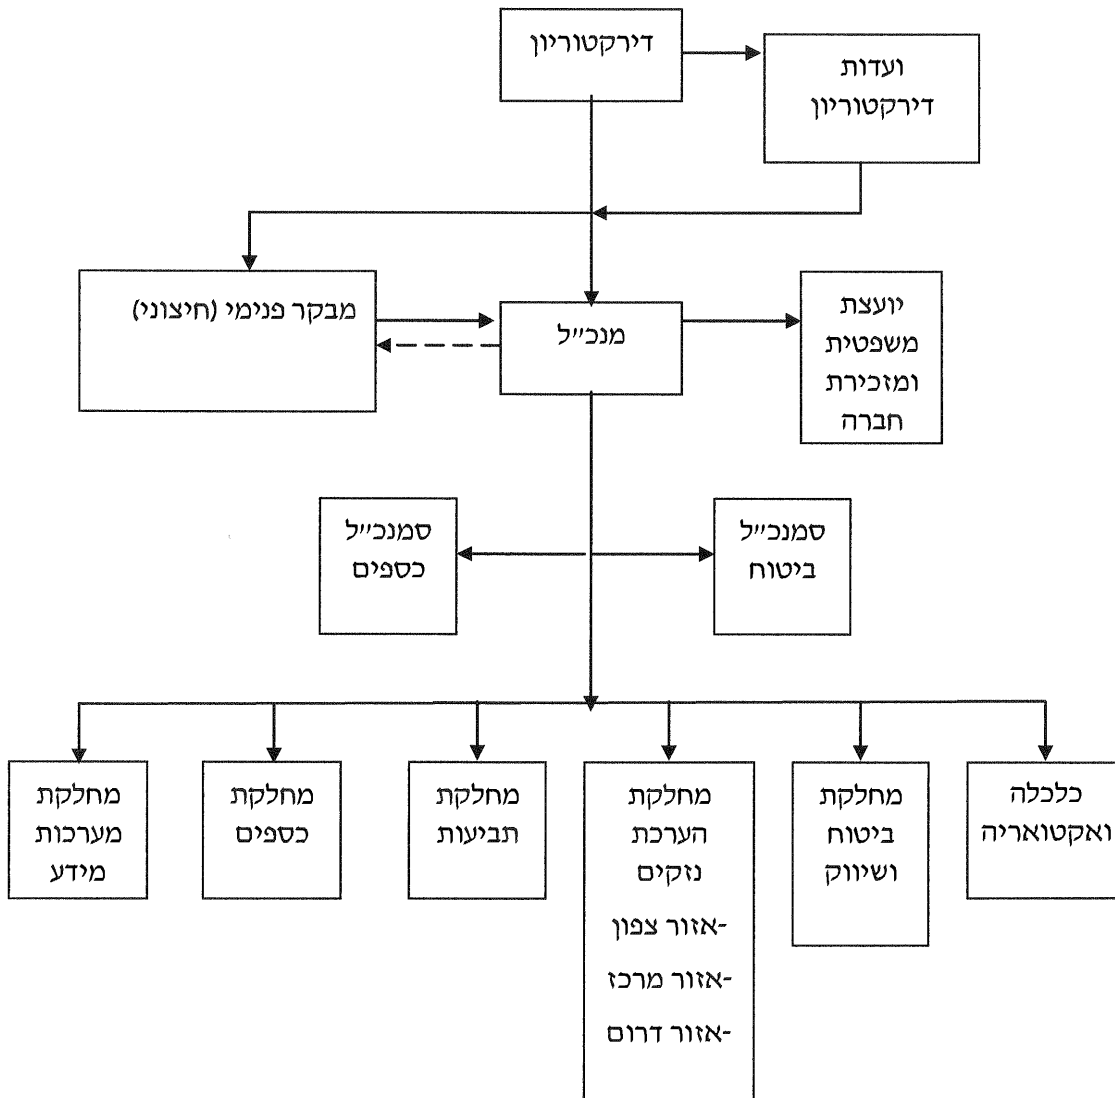 דירקטוריון
ועדות
דירקטוריון
מבקר פנימי (חיצוני)
מנכ״ל
יועצת
משפטית
ומזכירת
חברה
סמנכ״ל
ביטוח
סמנכ״ל
כספים
כלכלה
ואקטואריה
מחלקת
ביטוח
ושיווק
מחלקת
הערכת
נזקים
-אזור צפון
-אזור מרכז
-אזור דרום
מחלקת
תביעות
מחלקת
כספים
מחלקת
מערכות
מידע